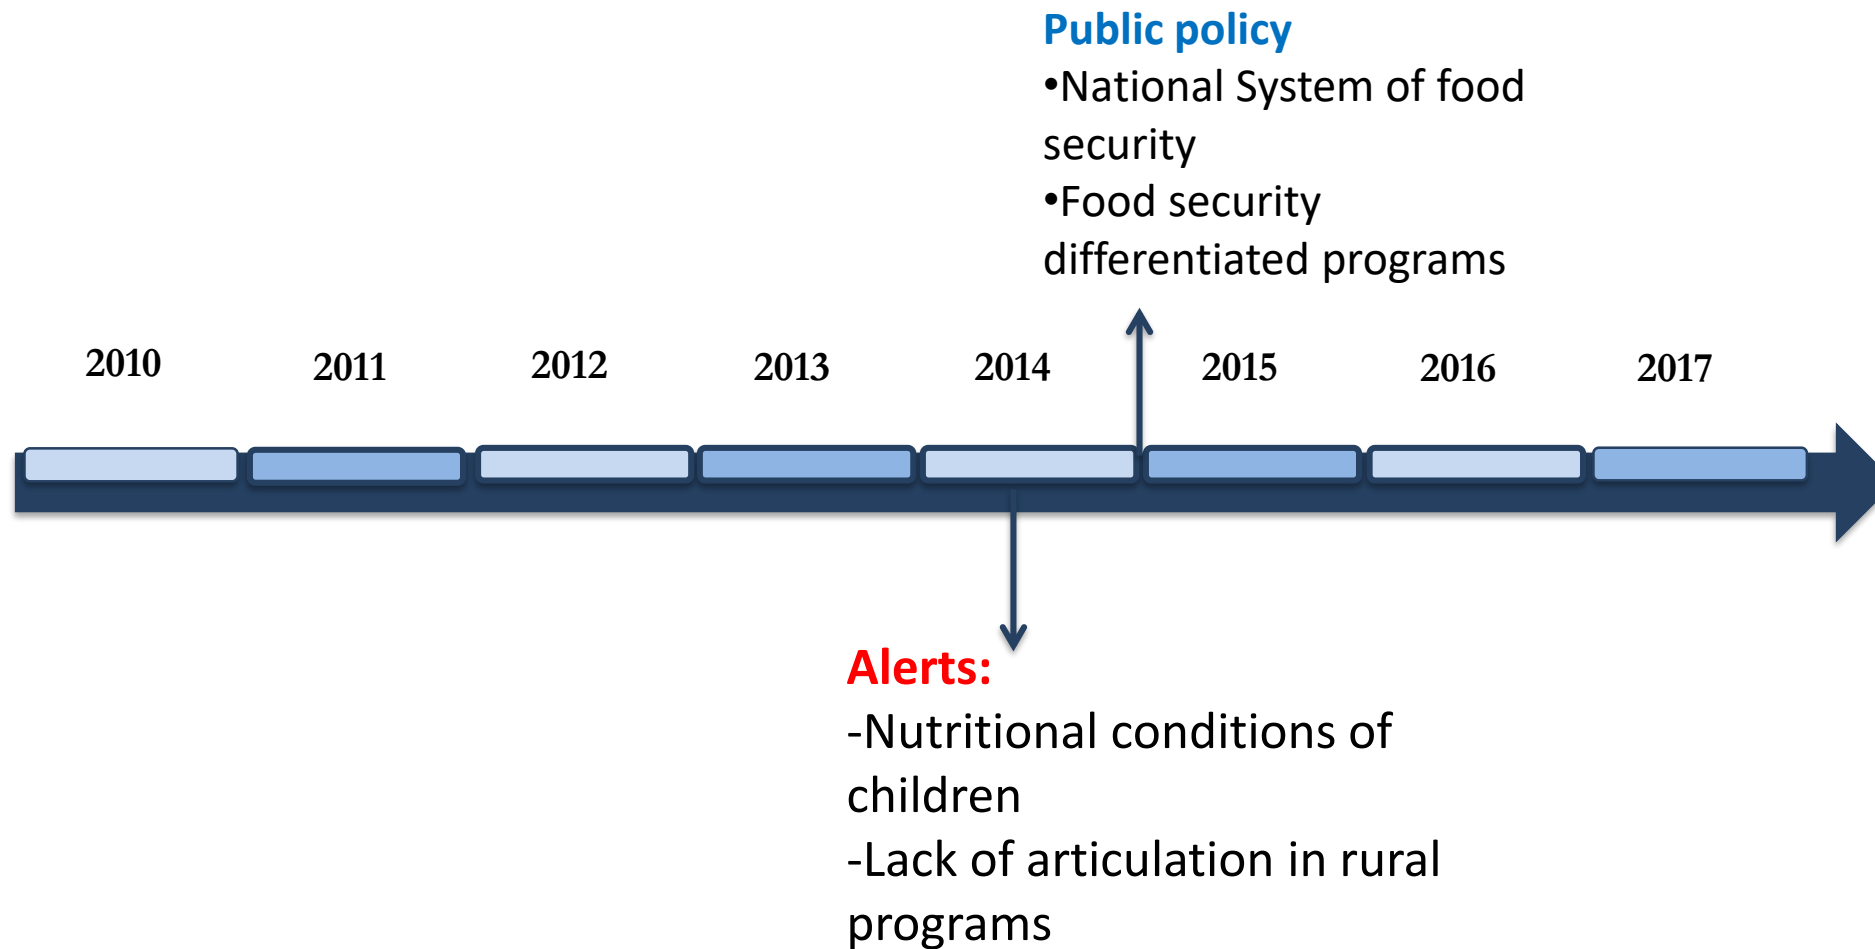 Public policy
•National System of food
security
•Food security
differentiated programs
2010 2011 2012 2013 2014 2015 2016 2017
Alerts:
-Nutritional conditions of
children
-Lack of articulation in rural
programs